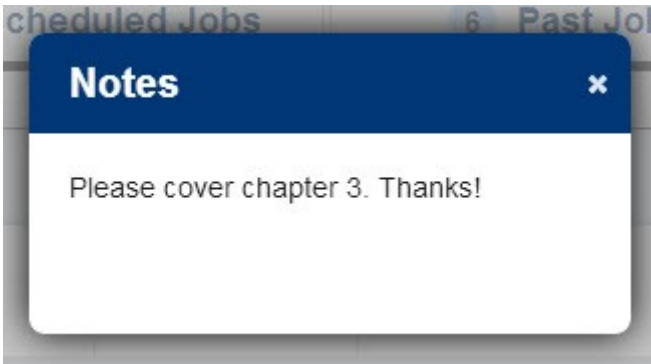 cheduled Jobs 6 Past Jo
Notes ×
Please cover chapter 3. Thanks!